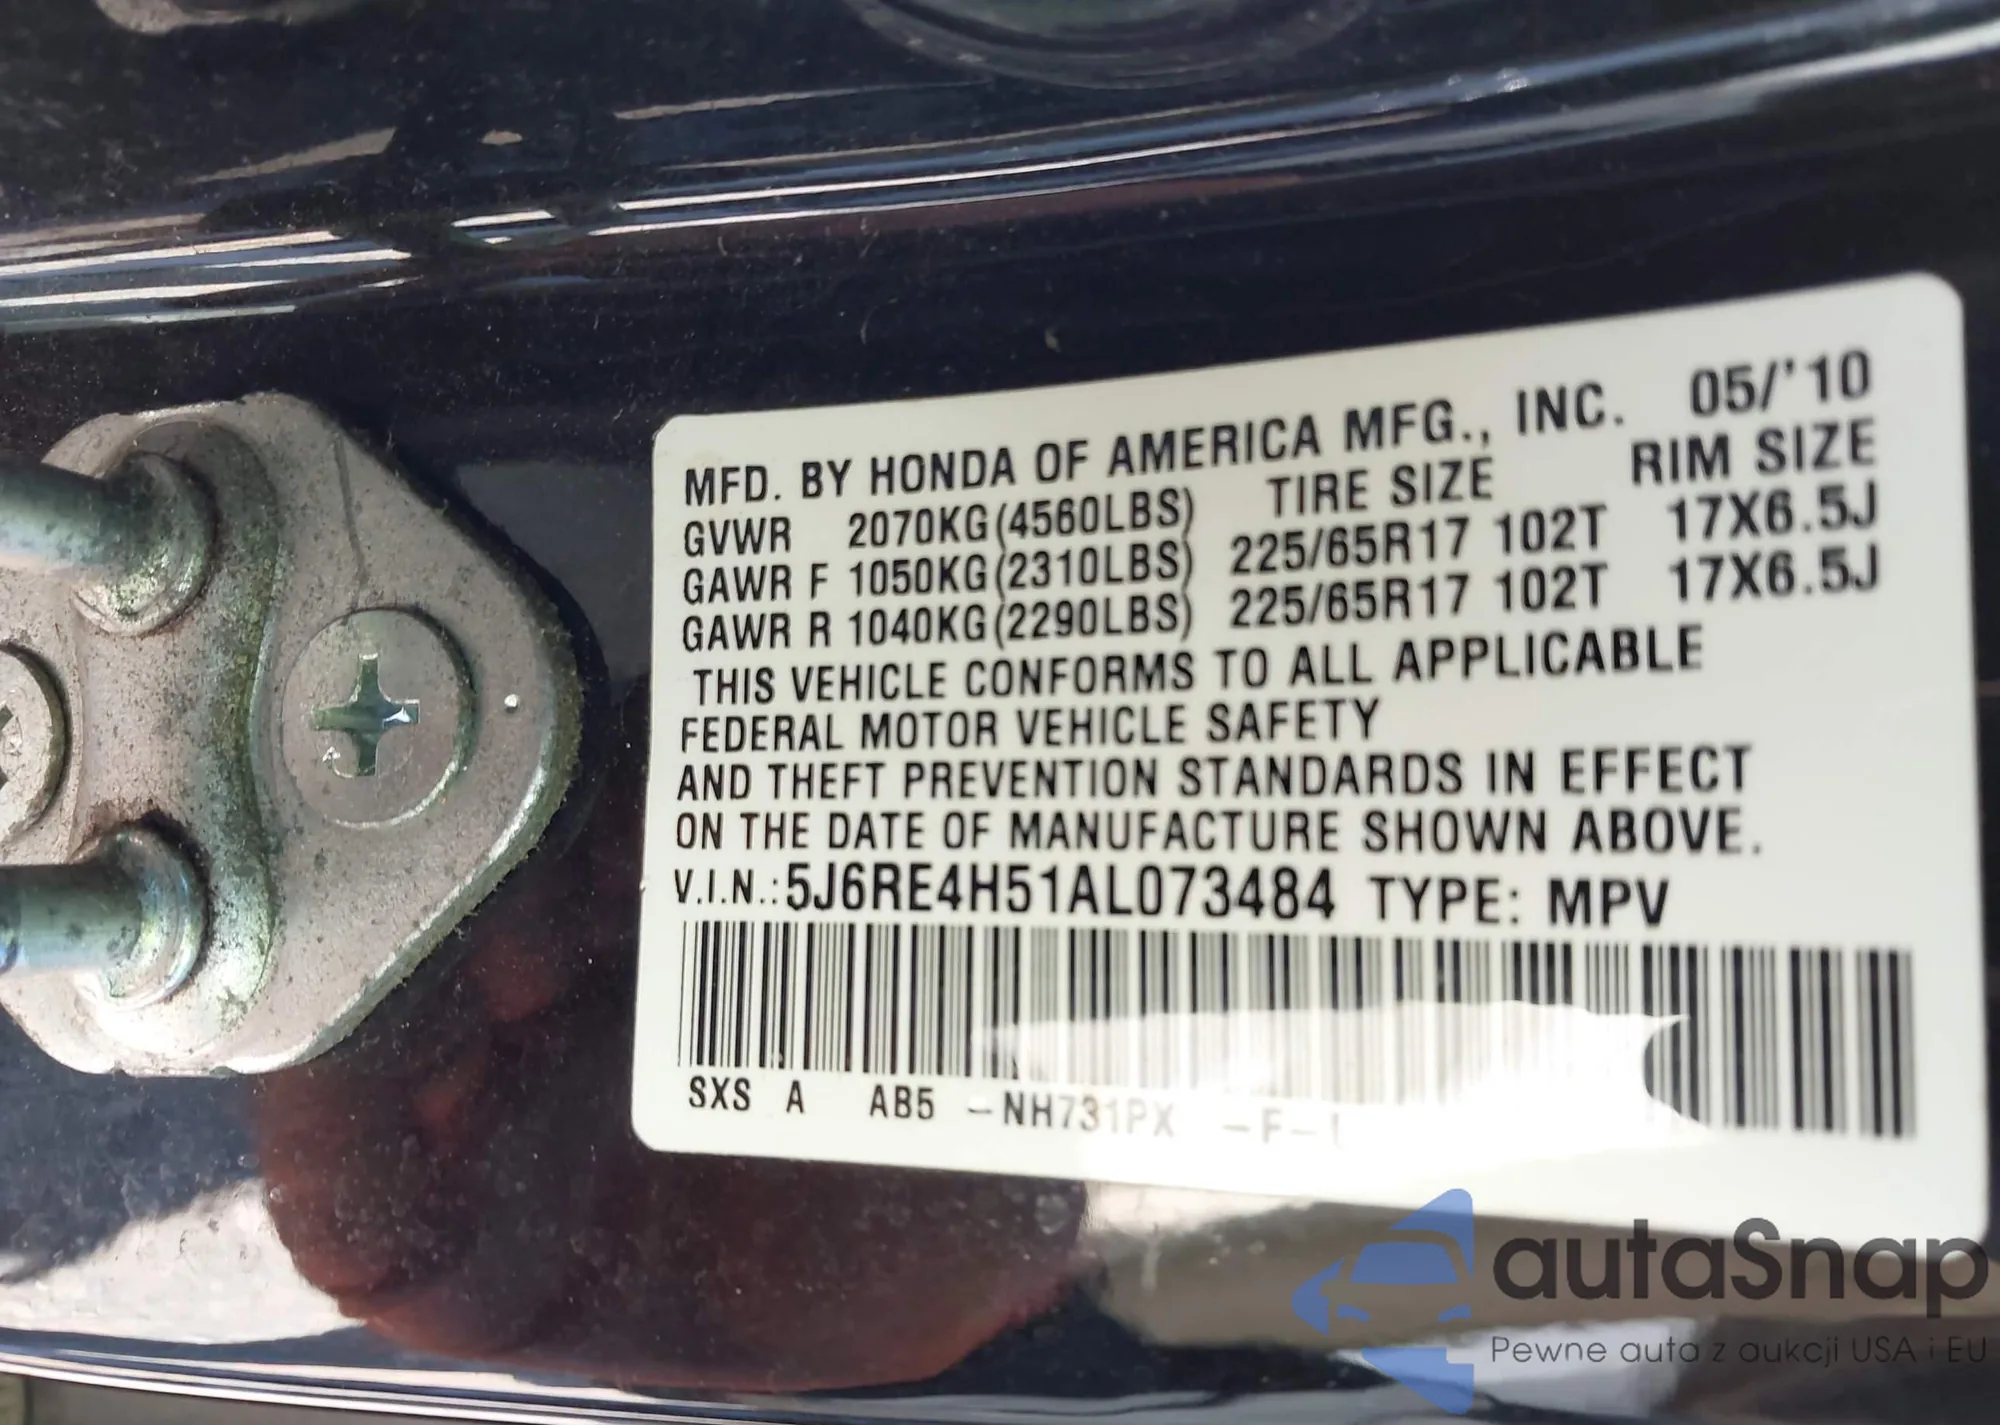 MFD. BY HONDA OF AMERICA MFG., INC. 05/'10
GVWR 2070KG(4560LBS) TIRE SIZE RIM SIZE
GAWR F 1050KG(2310LBS) 225/65R17 102T 17X6.5J
GAWR R 1040KG(2290LBS) 225/65R17 102T 17X6.5J
THIS VEHICLE CONFORMS TO ALL APPLICABLE
FEDERAL MOTOR VEHICLE SAFETY
AND THEFT PREVENTION STANDARDS IN EFFECT
ON THE DATE OF MANUFACTURE SHOWN ABOVE.
V.I.N.: 5J6RE4H51AL073484 TYPE: MPV
SXS A AB5 -NH731PX -F-
autaSnap
Pewne auta z aukcji USA i EU